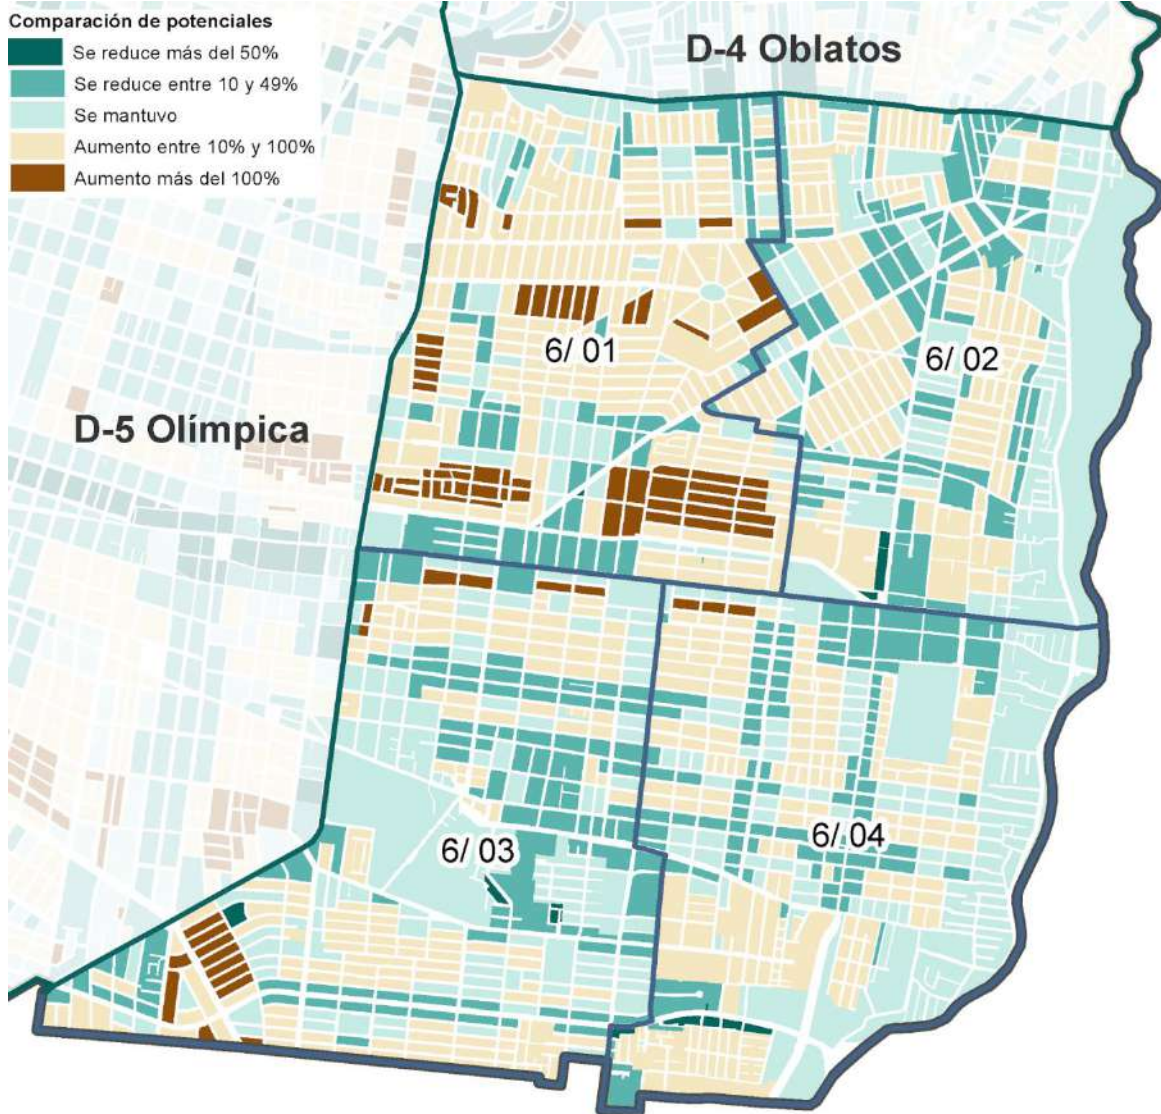 Comparación de potenciales
Se reduce más del 50%
Se reduce entre 10 y 49%
Se mantuvo
Aumento entre 10% y 100%
Aumento más del 100%
D-4 Oblatos
6/ 01
6/ 02
D-5 Olímpica
6/ 03
6/ 04